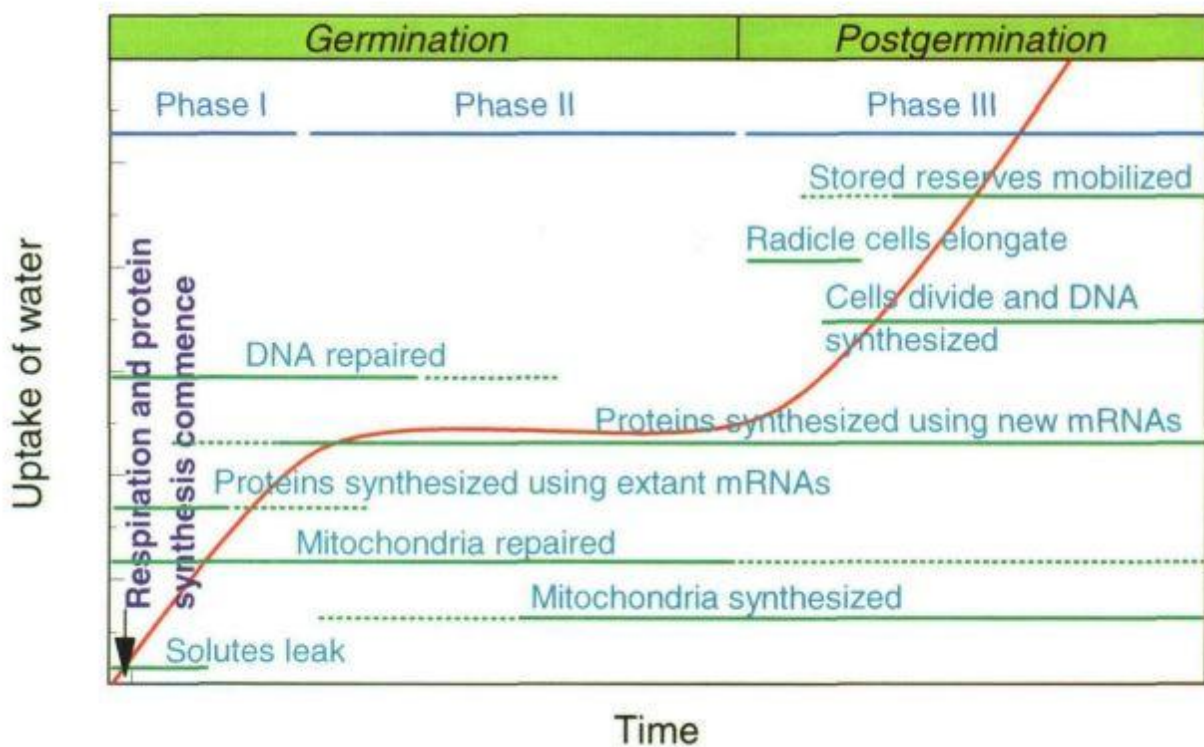 Germination Postgermination
Phase I Phase II Phase III
Stored reserves mobilized
Radicle cells elongate
Cells divide and DNA
synthesized
DNA repaired
Proteins synthesized using new mRNAs
Proteins synthesized using extant mRNAs
Mitochondria repaired
Mitochondria synthesized
Solutes leak
Respiration and protein
synthesis commence
Uptake of water
Time